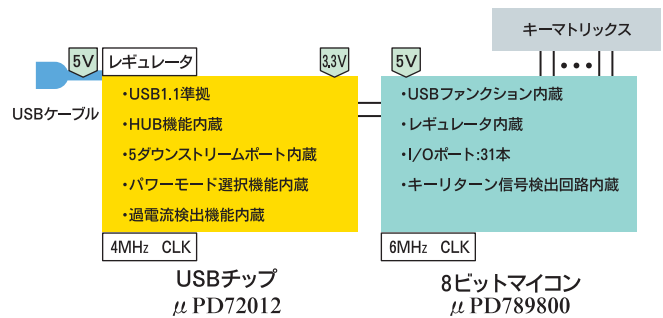 キーマトリックス
5V
レギュレータ
3.3V
5V
USBケーブル
・USB1.1準拠
・HUB機能内蔵
・5ダウンストリームポート内蔵
・パワーモード選択機能内蔵
・過電流検出機能内蔵
・USBファンクション内蔵
・レギュレータ内蔵
・I/Oポート:31本
・キーリターン信号検出回路内蔵
4MHz CLK
6MHz CLK
USBチップ
μPD72012
8ビットマイコン
μPD789800